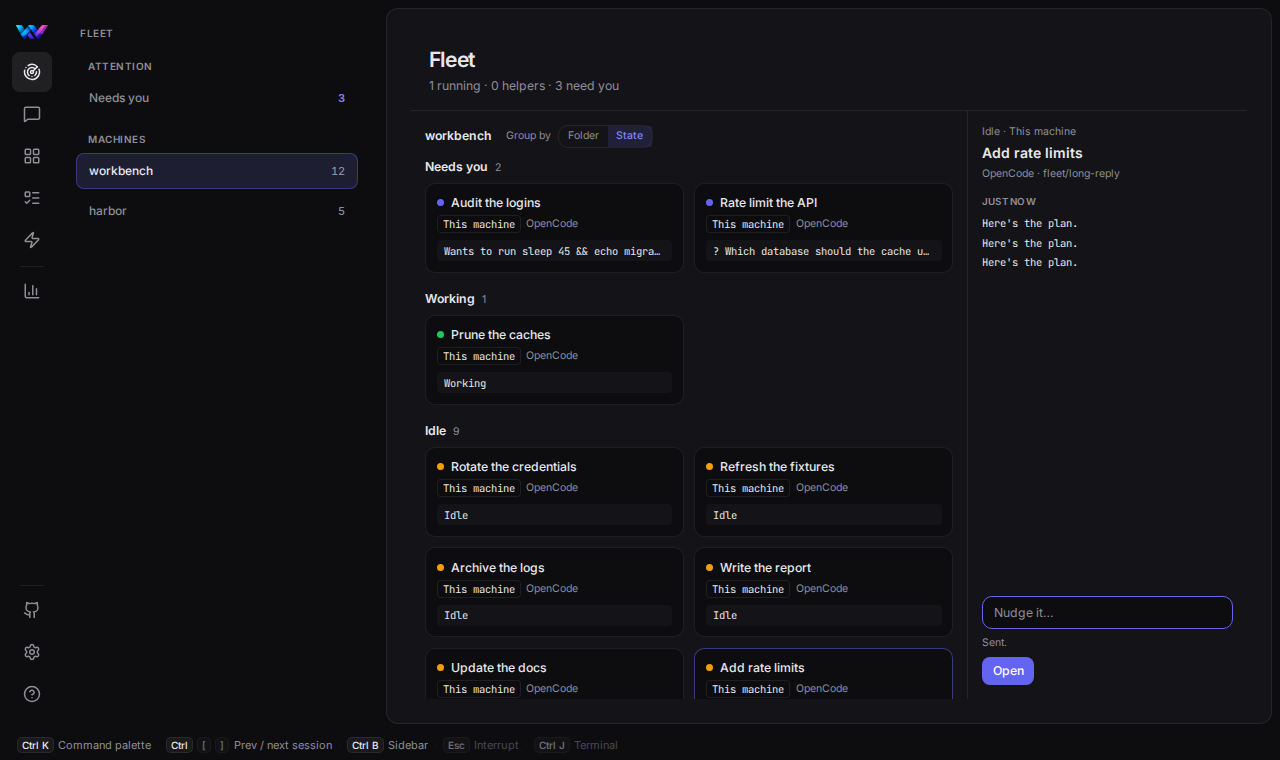 FLEET
ATTENTION
Needs you 3
MACHINES
workbench 12
harbor 5
Fleet
1 running · 0 helpers · 3 need you
workbench Group by Folder State
Needs you 2
Audit the logins
This machine OpenCode
Wants to run sleep 45 && echo migra…
Rate limit the API
This machine OpenCode
? Which database should the cache u…
Working 1
Prune the caches
This machine OpenCode
Working
Idle 9
Rotate the credentials
This machine OpenCode
Idle
Refresh the fixtures
This machine OpenCode
Idle
Archive the logs
This machine OpenCode
Idle
Write the report
This machine OpenCode
Idle
Update the docs
This machine OpenCode
Add rate limits
This machine OpenCode
Idle · This machine
Add rate limits
OpenCode · fleet/long-reply
JUST NOW
Here's the plan.
Here's the plan.
Here's the plan.
Nudge it...
Sent.
Open
Ctrl K Command palette Ctrl [ ] Prev / next session Ctrl B Sidebar Esc Interrupt Ctrl J Terminal